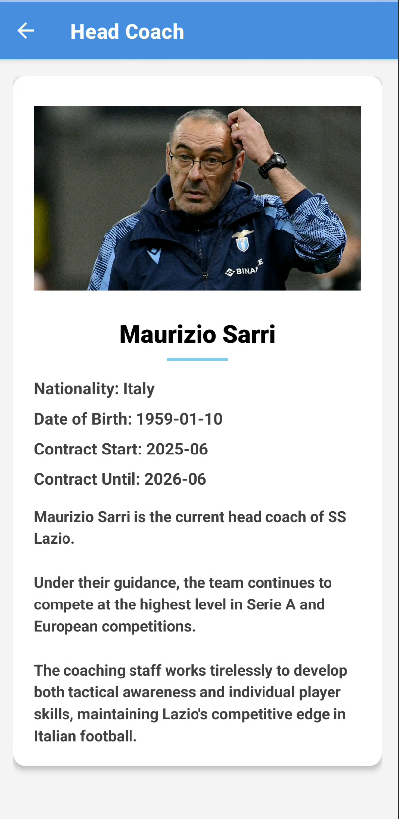 Head Coach
BINANCE
Maurizio Sarri
Nationality: Italy
Date of Birth: 1959-01-10
Contract Start: 2025-06
Contract Until: 2026-06
Maurizio Sarri is the current head coach of SS
Lazio.
Under their guidance, the team continues to
compete at the highest level in Serie A and
European competitions.
The coaching staff works tirelessly to develop
both tactical awareness and individual player
skills, maintaining Lazio's competitive edge in
Italian football.